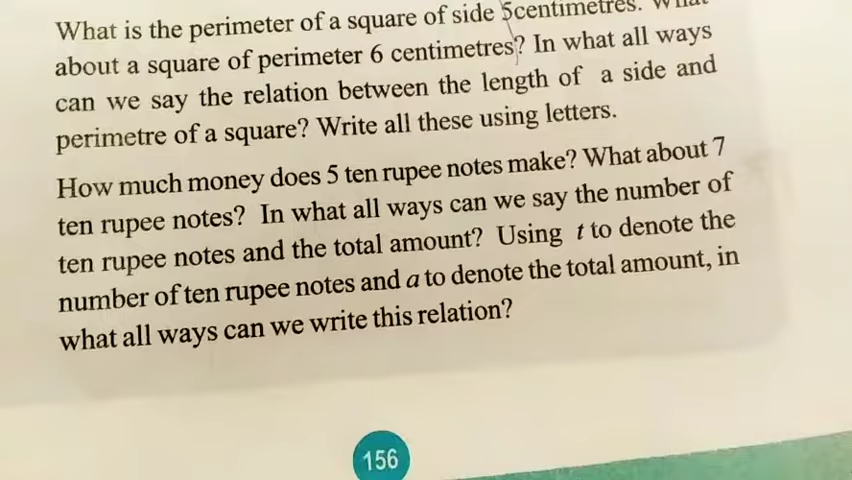 What is the perimeter of a square of side 5centimetres. What
about a square of perimeter 6 centimetres? In what all ways
can we say the relation between the length of a side and
perimetre of a square? Write all these using letters.
How much money does 5 ten rupee notes make? What about 7
ten rupee notes? In what all ways can we say the number of
ten rupee notes and the total amount? Using t to denote the
number of ten rupee notes and a to denote the total amount, in
what all ways can we write this relation?
156